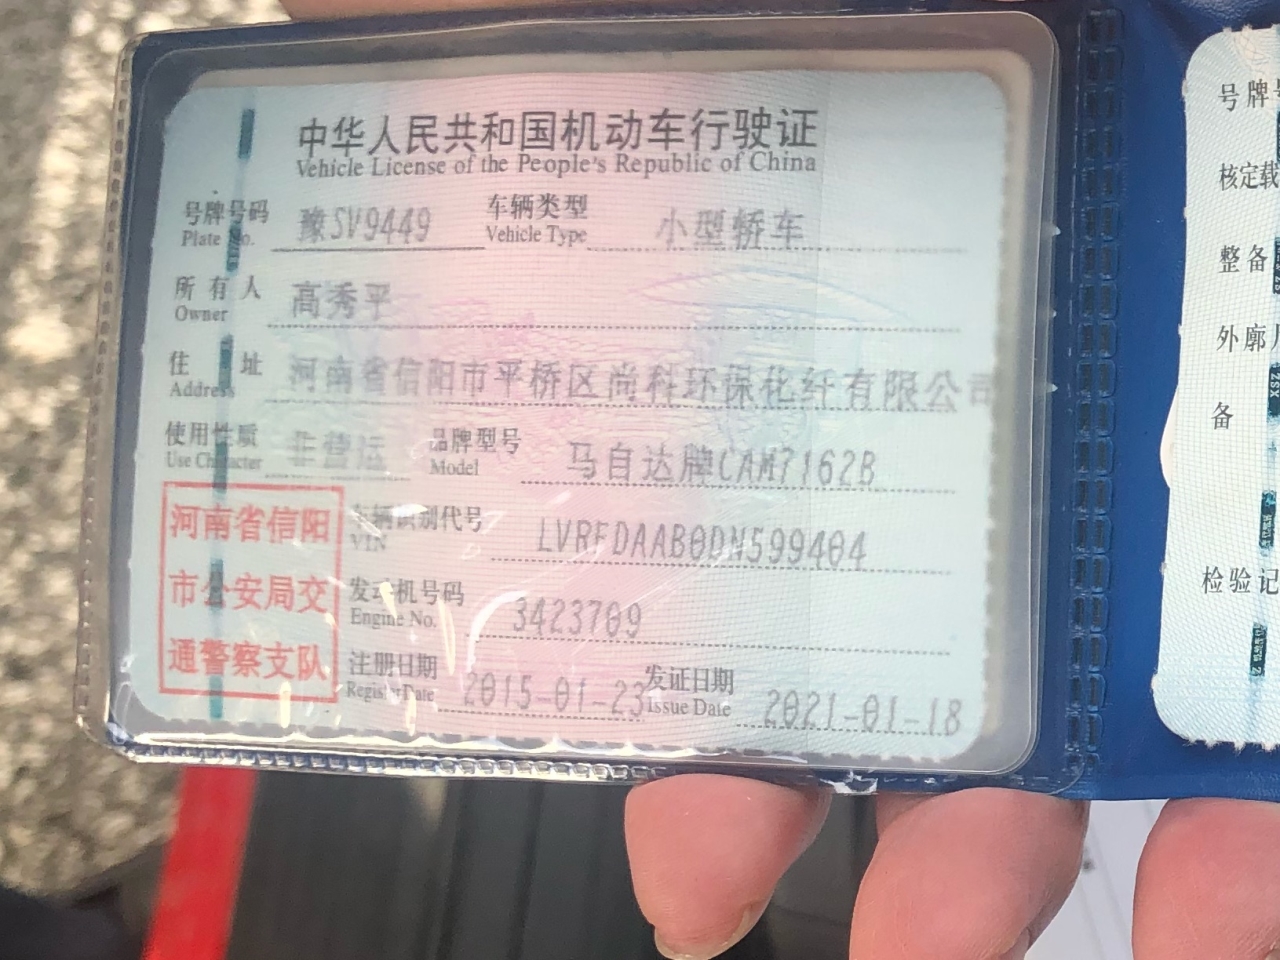 中华人民共和国机动车行驶证
Vehicle License of the People's Republic of China
号牌号码 豫SV9449 车辆类型 小型轿车
Plate No. Vehicle Type
所有人 高秀平
Owner
住址 河南省信阳市平桥区尚科环保化纤有限公司
Address
使用性质 非营运 品牌型号 马自达牌CAM7162B
Use Character Model
车辆识别代号 LVRFDAAB0DN599404
VIN
发动机号码 3423709
Engine No.
注册日期 2015-01-23 发证日期 2021-01-18
Register Date Issue Date
河南省信阳
市公安局交
通警察支队
号牌
核定载
整备
外廓
备
检验记